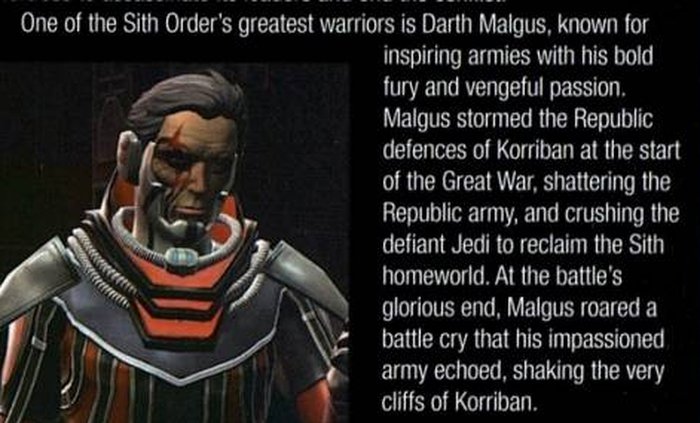 One of the Sith Order's greatest warriors is Darth Malgus, known for
inspiring armies with his bold
fury and vengeful passion.
Malgus stormed the Republic
defences of Korriban at the start
of the Great War, shattering the
Republic army, and crushing the
defiant Jedi to reclaim the Sith
homeworld. At the battle's
glorious end, Malgus roared a
battle cry that his impassioned
army echoed, shaking the very
cliffs of Korriban.